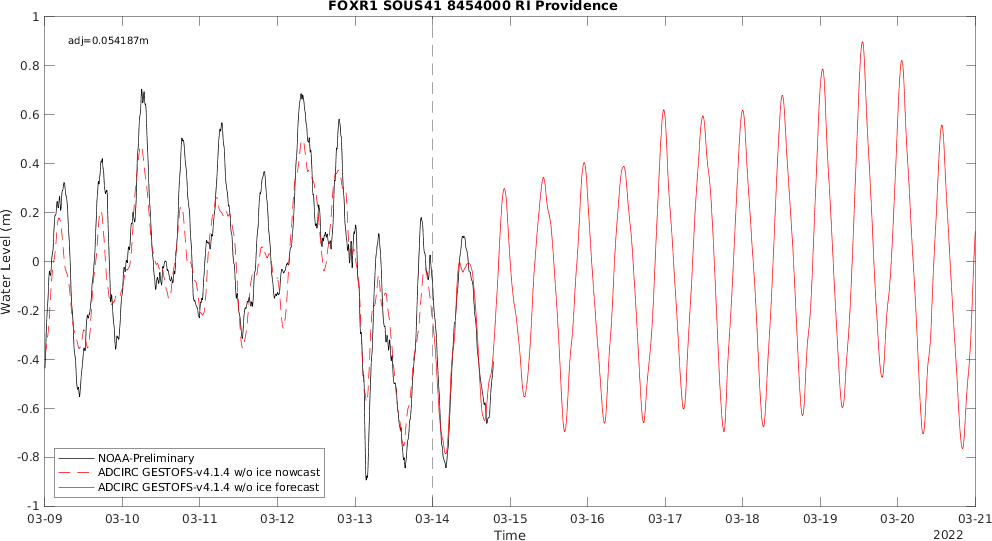 FOXR1 SOUS41 8454000 RI Providence
adj=0.054187m
1
0.8
0.6
0.4
0.2
0
-0.2
-0.4
-0.6
-0.8
-1
Water Level (m)
NOAA-Preliminary
ADCIRC GESTOFS-v4.1.4 w/o ice nowcast
ADCIRC GESTOFS-v4.1.4 w/o ice forecast
03-09 03-10 03-11 03-12 03-13 03-14 03-15 03-16 03-17 03-18 03-19 03-20 03-21
Time
2022